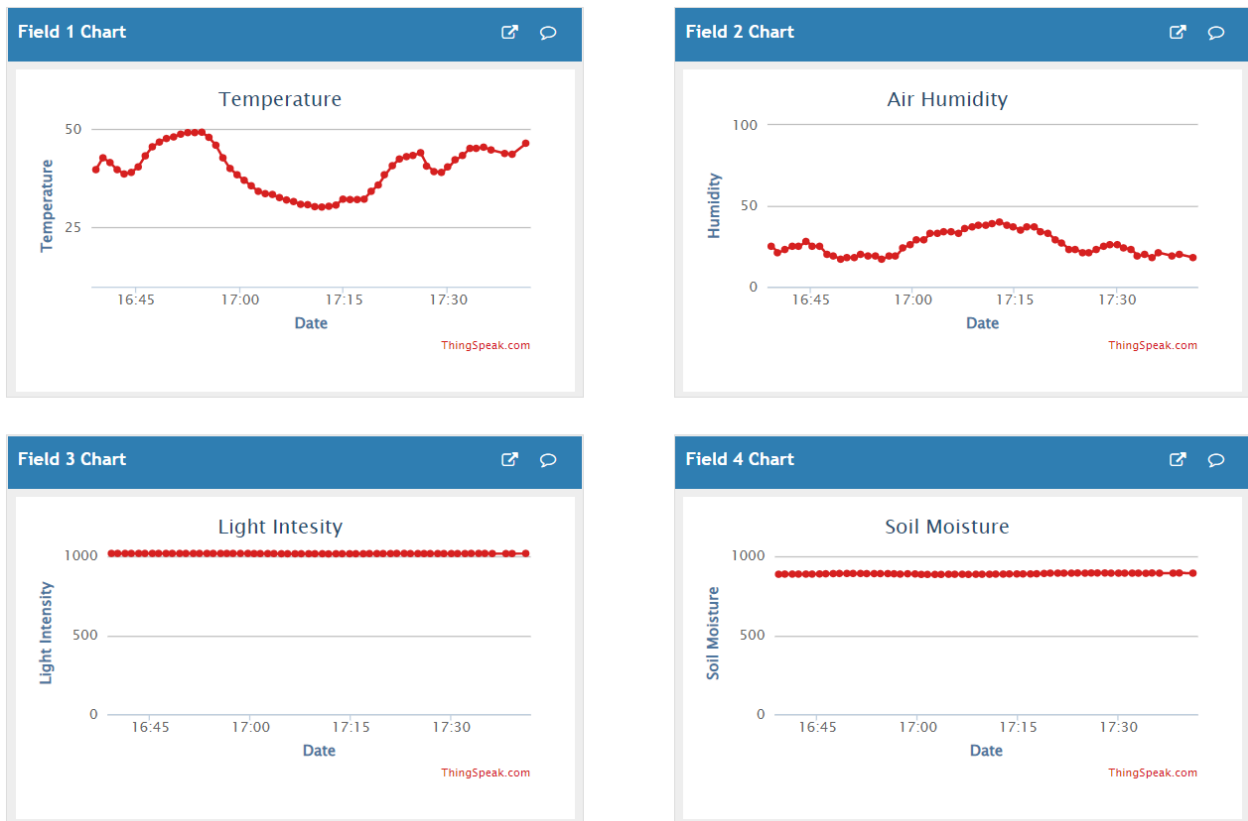 Field 1 Chart
Temperature
50
25
Temperature
16:45 17:00 17:15 17:30
Date
ThingSpeak.com
Field 2 Chart
Air Humidity
100
50
0
Humidity
16:45 17:00 17:15 17:30
Date
ThingSpeak.com
Field 3 Chart
Light Intesity
1000
500
0
Light Intensity
16:45 17:00 17:15 17:30
Date
ThingSpeak.com
Field 4 Chart
Soil Moisture
1000
500
0
Soil Moisture
16:45 17:00 17:15 17:30
Date
ThingSpeak.com